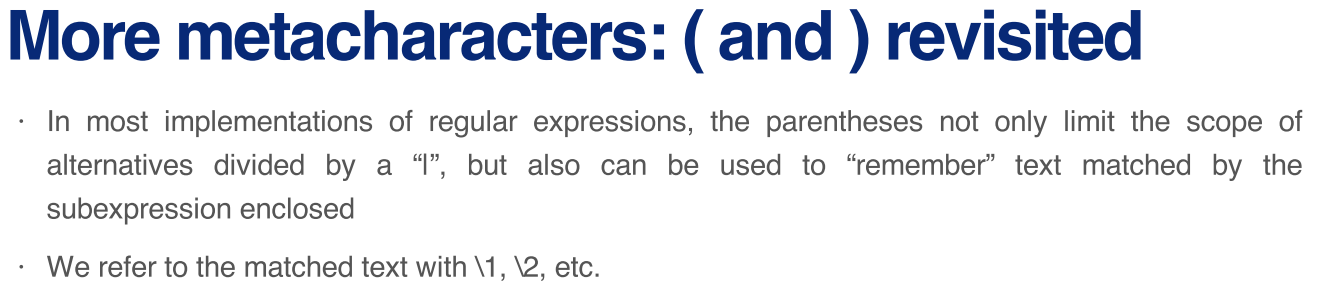 More metacharacters: ( and ) revisited
· In most implementations of regular expressions, the parentheses not only limit the scope of
alternatives divided by a “|”, but also can be used to “remember” text matched by the
subexpression enclosed
· We refer to the matched text with \1, \2, etc.